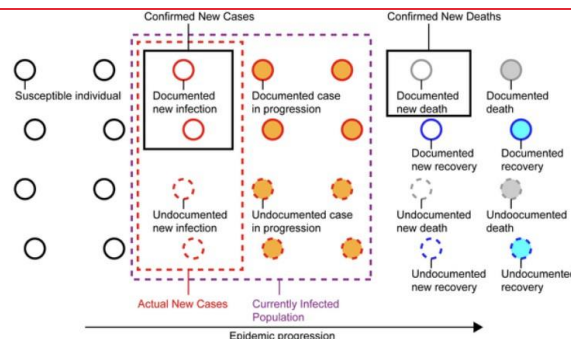 Confirmed New Cases
Confirmed New Deaths
Susceptible individual
Documented
new infection
Documented case
in progression
Documented
new death
Documented
death
Documented
new recovery
Documented
recovery
Undocumented
new infection
Undocumented case
in progression
Undocumented
new death
Undoocumented
death
Undocumented
new recovery
Undocumented
recovery
Actual New Cases
Currently Infected
Population
Epidemic progression